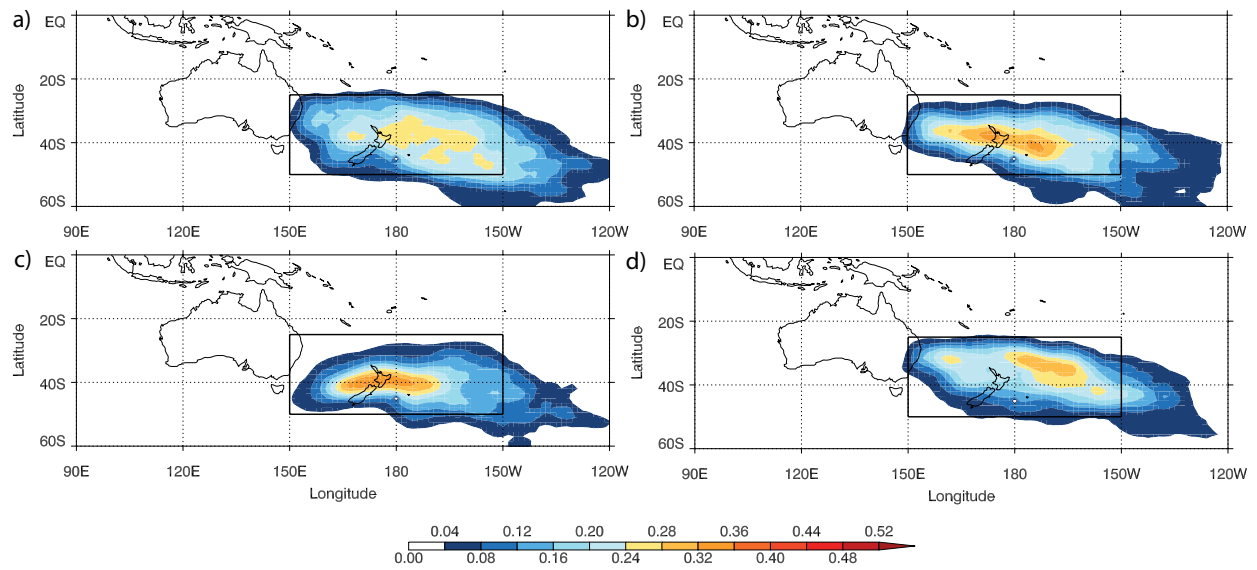 a)
EQ
20S
40S
60S
Latitude
90E 120E 150E 180 150W 120W
b)
EQ
20S
40S
60S
Latitude
90E 120E 150E 180 150W 120W
c)
EQ
20S
40S
60S
Latitude
90E 120E 150E 180 150W 120W
Longitude
d)
EQ
20S
40S
60S
Latitude
90E 120E 150E 180 150W 120W
Longitude
0.04 0.12 0.20 0.28 0.36 0.44 0.52
0.00 0.08 0.16 0.24 0.32 0.40 0.48